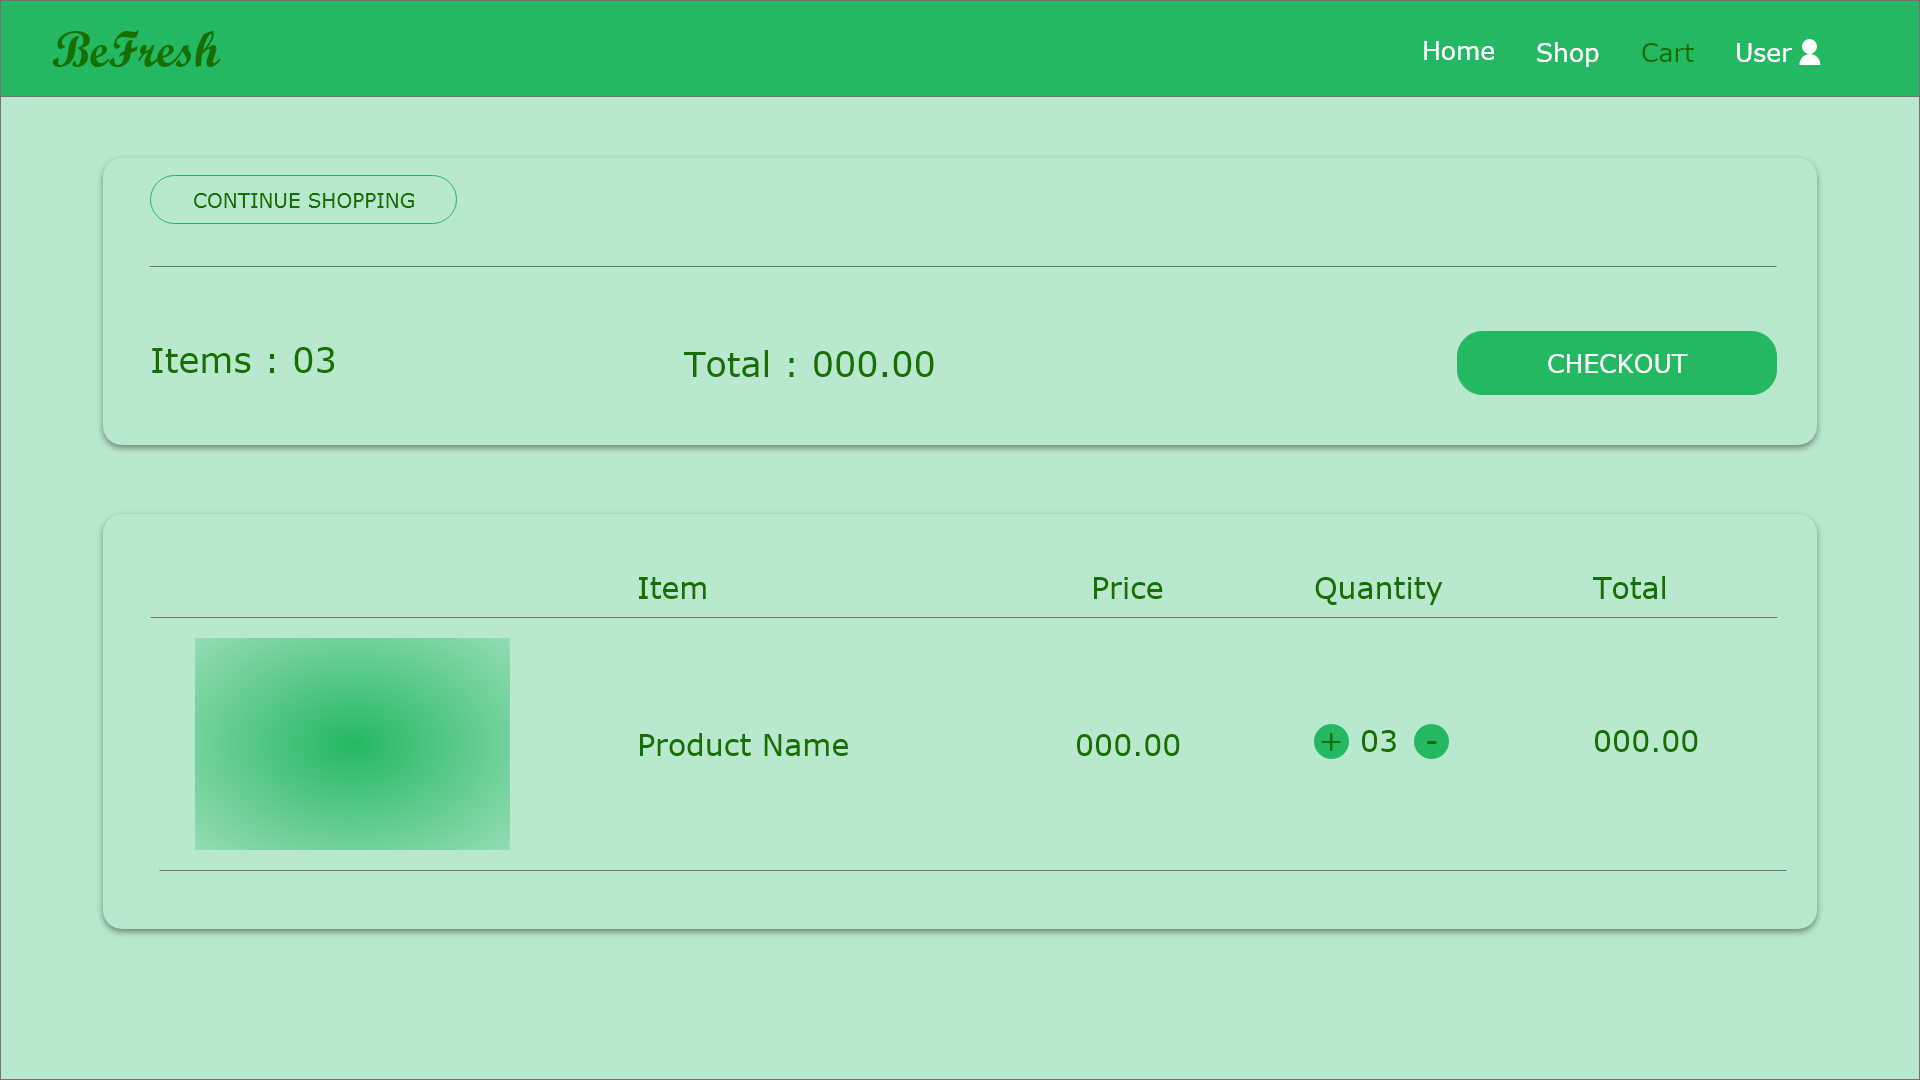 BeFresh
Home Shop Cart User
CONTINUE SHOPPING
Items : 03 Total : 000.00 CHECKOUT
Item Price Quantity Total
Product Name 000.00 + 03 - 000.00